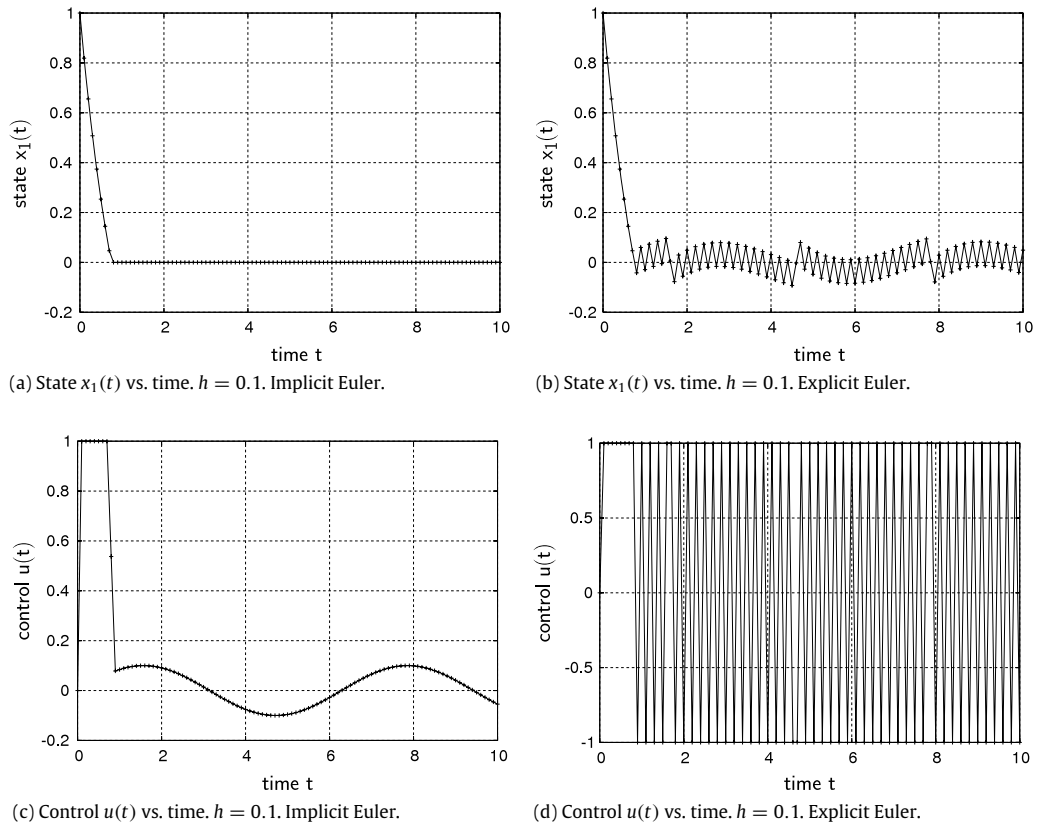 1
0.8
0.6
0.4
0.2
0
-0.2
0 2 4 6 8 10
state x₁(t)
time t
(a) State x₁(t) vs. time. h = 0.1. Implicit Euler.
1
0.8
0.6
0.4
0.2
0
-0.2
0 2 4 6 8 10
state x₁(t)
time t
(b) State x₁(t) vs. time. h = 0.1. Explicit Euler.
1
0.8
0.6
0.4
0.2
0
-0.2
0 2 4 6 8 10
control u(t)
time t
(c) Control u(t) vs. time. h = 0.1. Implicit Euler.
1
0.5
0
-0.5
-1
0 2 4 6 8 10
control u(t)
time t
(d) Control u(t) vs. time. h = 0.1. Explicit Euler.